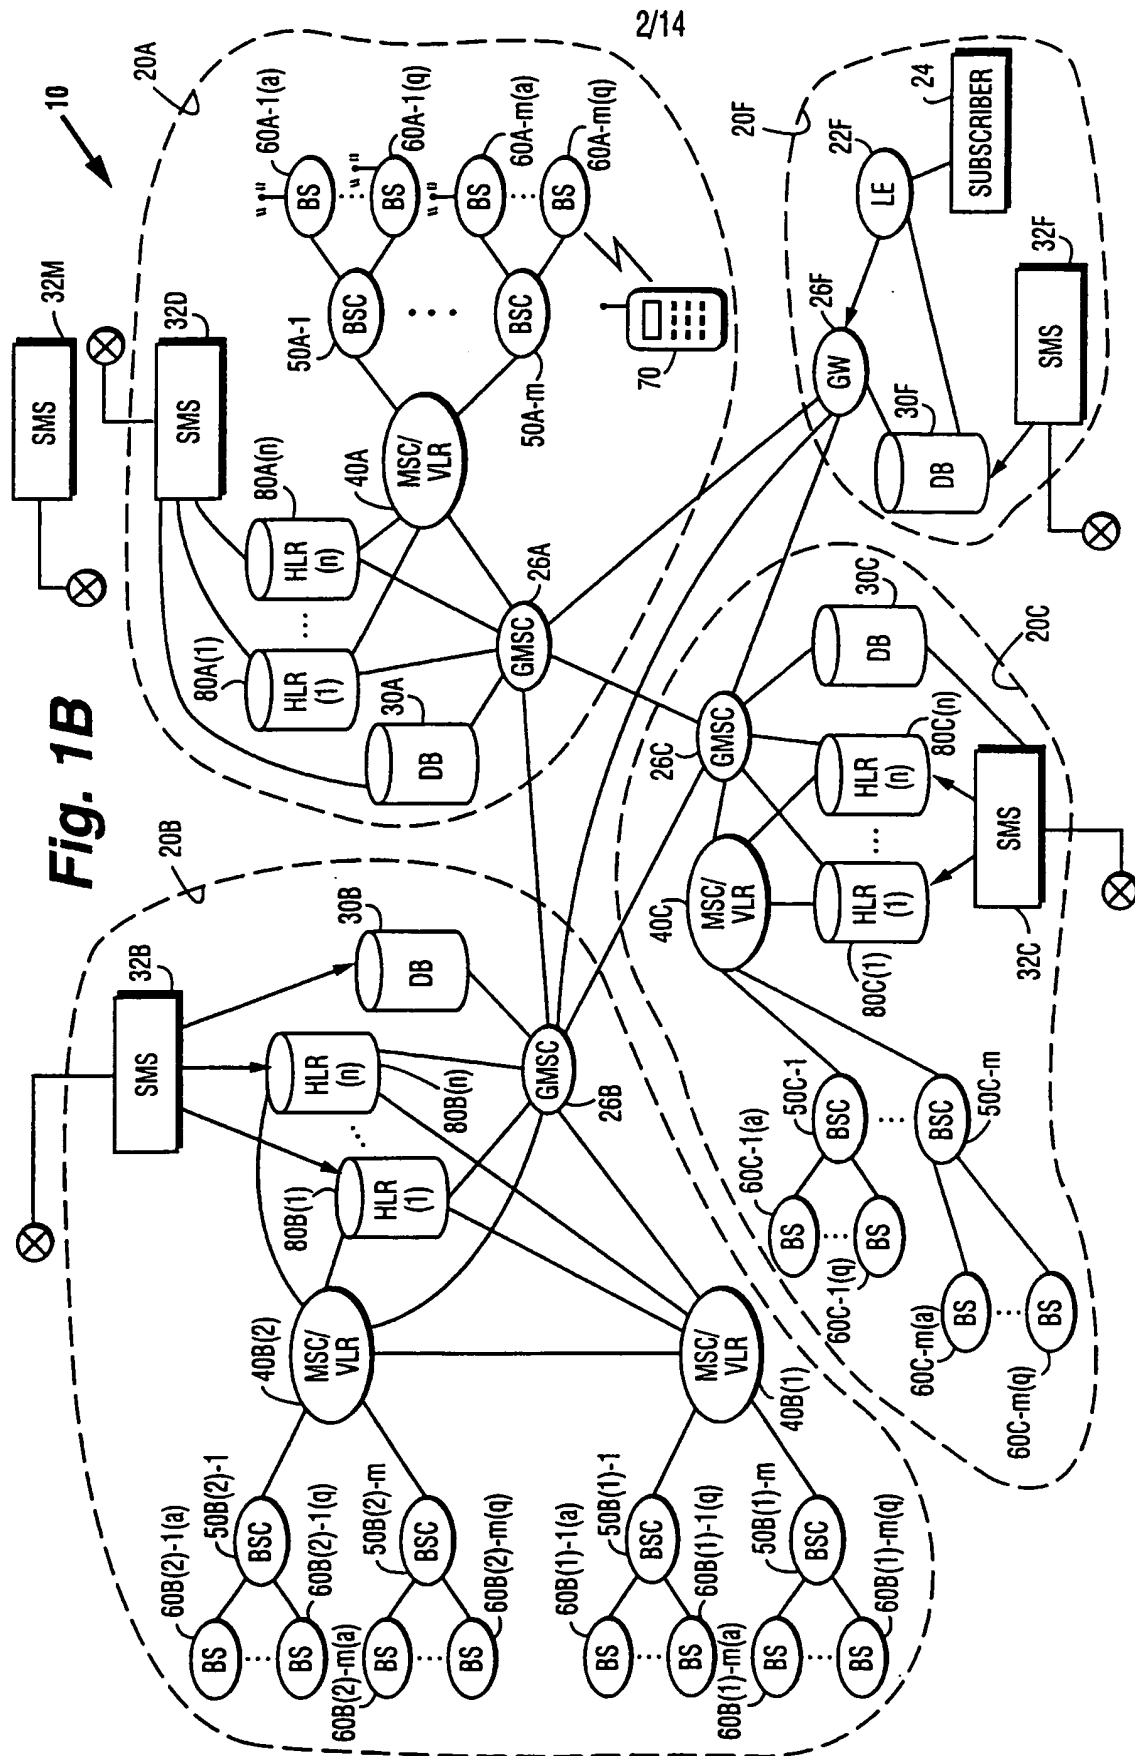 2/14
Fig. 1B
10
SMS
32M
20A
SMS
32D
HLR
(n)
80A(n)
HLR
(1)
80A(1)
DB
30A
GMSC
26A
MSC/
VLR
40A
BSC
50A-1
BSC
50A-m
BS
60A-1(a)
BS
60A-1(q)
BS
60A-m(a)
BS
60A-m(q)
70
20B
SMS
32B
DB
30B
HLR
(n)
80B(n)
HLR
(1)
80B(1)
GMSC
26B
MSC/
VLR
40B(2)
MSC/
VLR
40B(1)
BSC
50B(2)-1
BSC
50B(2)-m
BS
60B(2)-1(a)
BS
60B(2)-1(q)
BS
60B(2)-m(a)
BS
60B(2)-m(q)
BSC
50B(1)-1
BSC
50B(1)-m
BS
60B(1)-1(a)
BS
60B(1)-1(q)
BS
60B(1)-m(a)
BS
60B(1)-m(q)
20F
SUBSCRIBER
24
LE
22F
GW
26F
DB
30F
SMS
32F
20C
GMSC
26C
DB
30C
HLR
(n)
80C(n)
HLR
(1)
80C(1)
SMS
32C
MSC/
VLR
40C
BSC
50C-1
BSC
50C-m
BS
60C-1(a)
BS
60C-1(q)
BS
60C-m(a)
BS
60C-m(q)